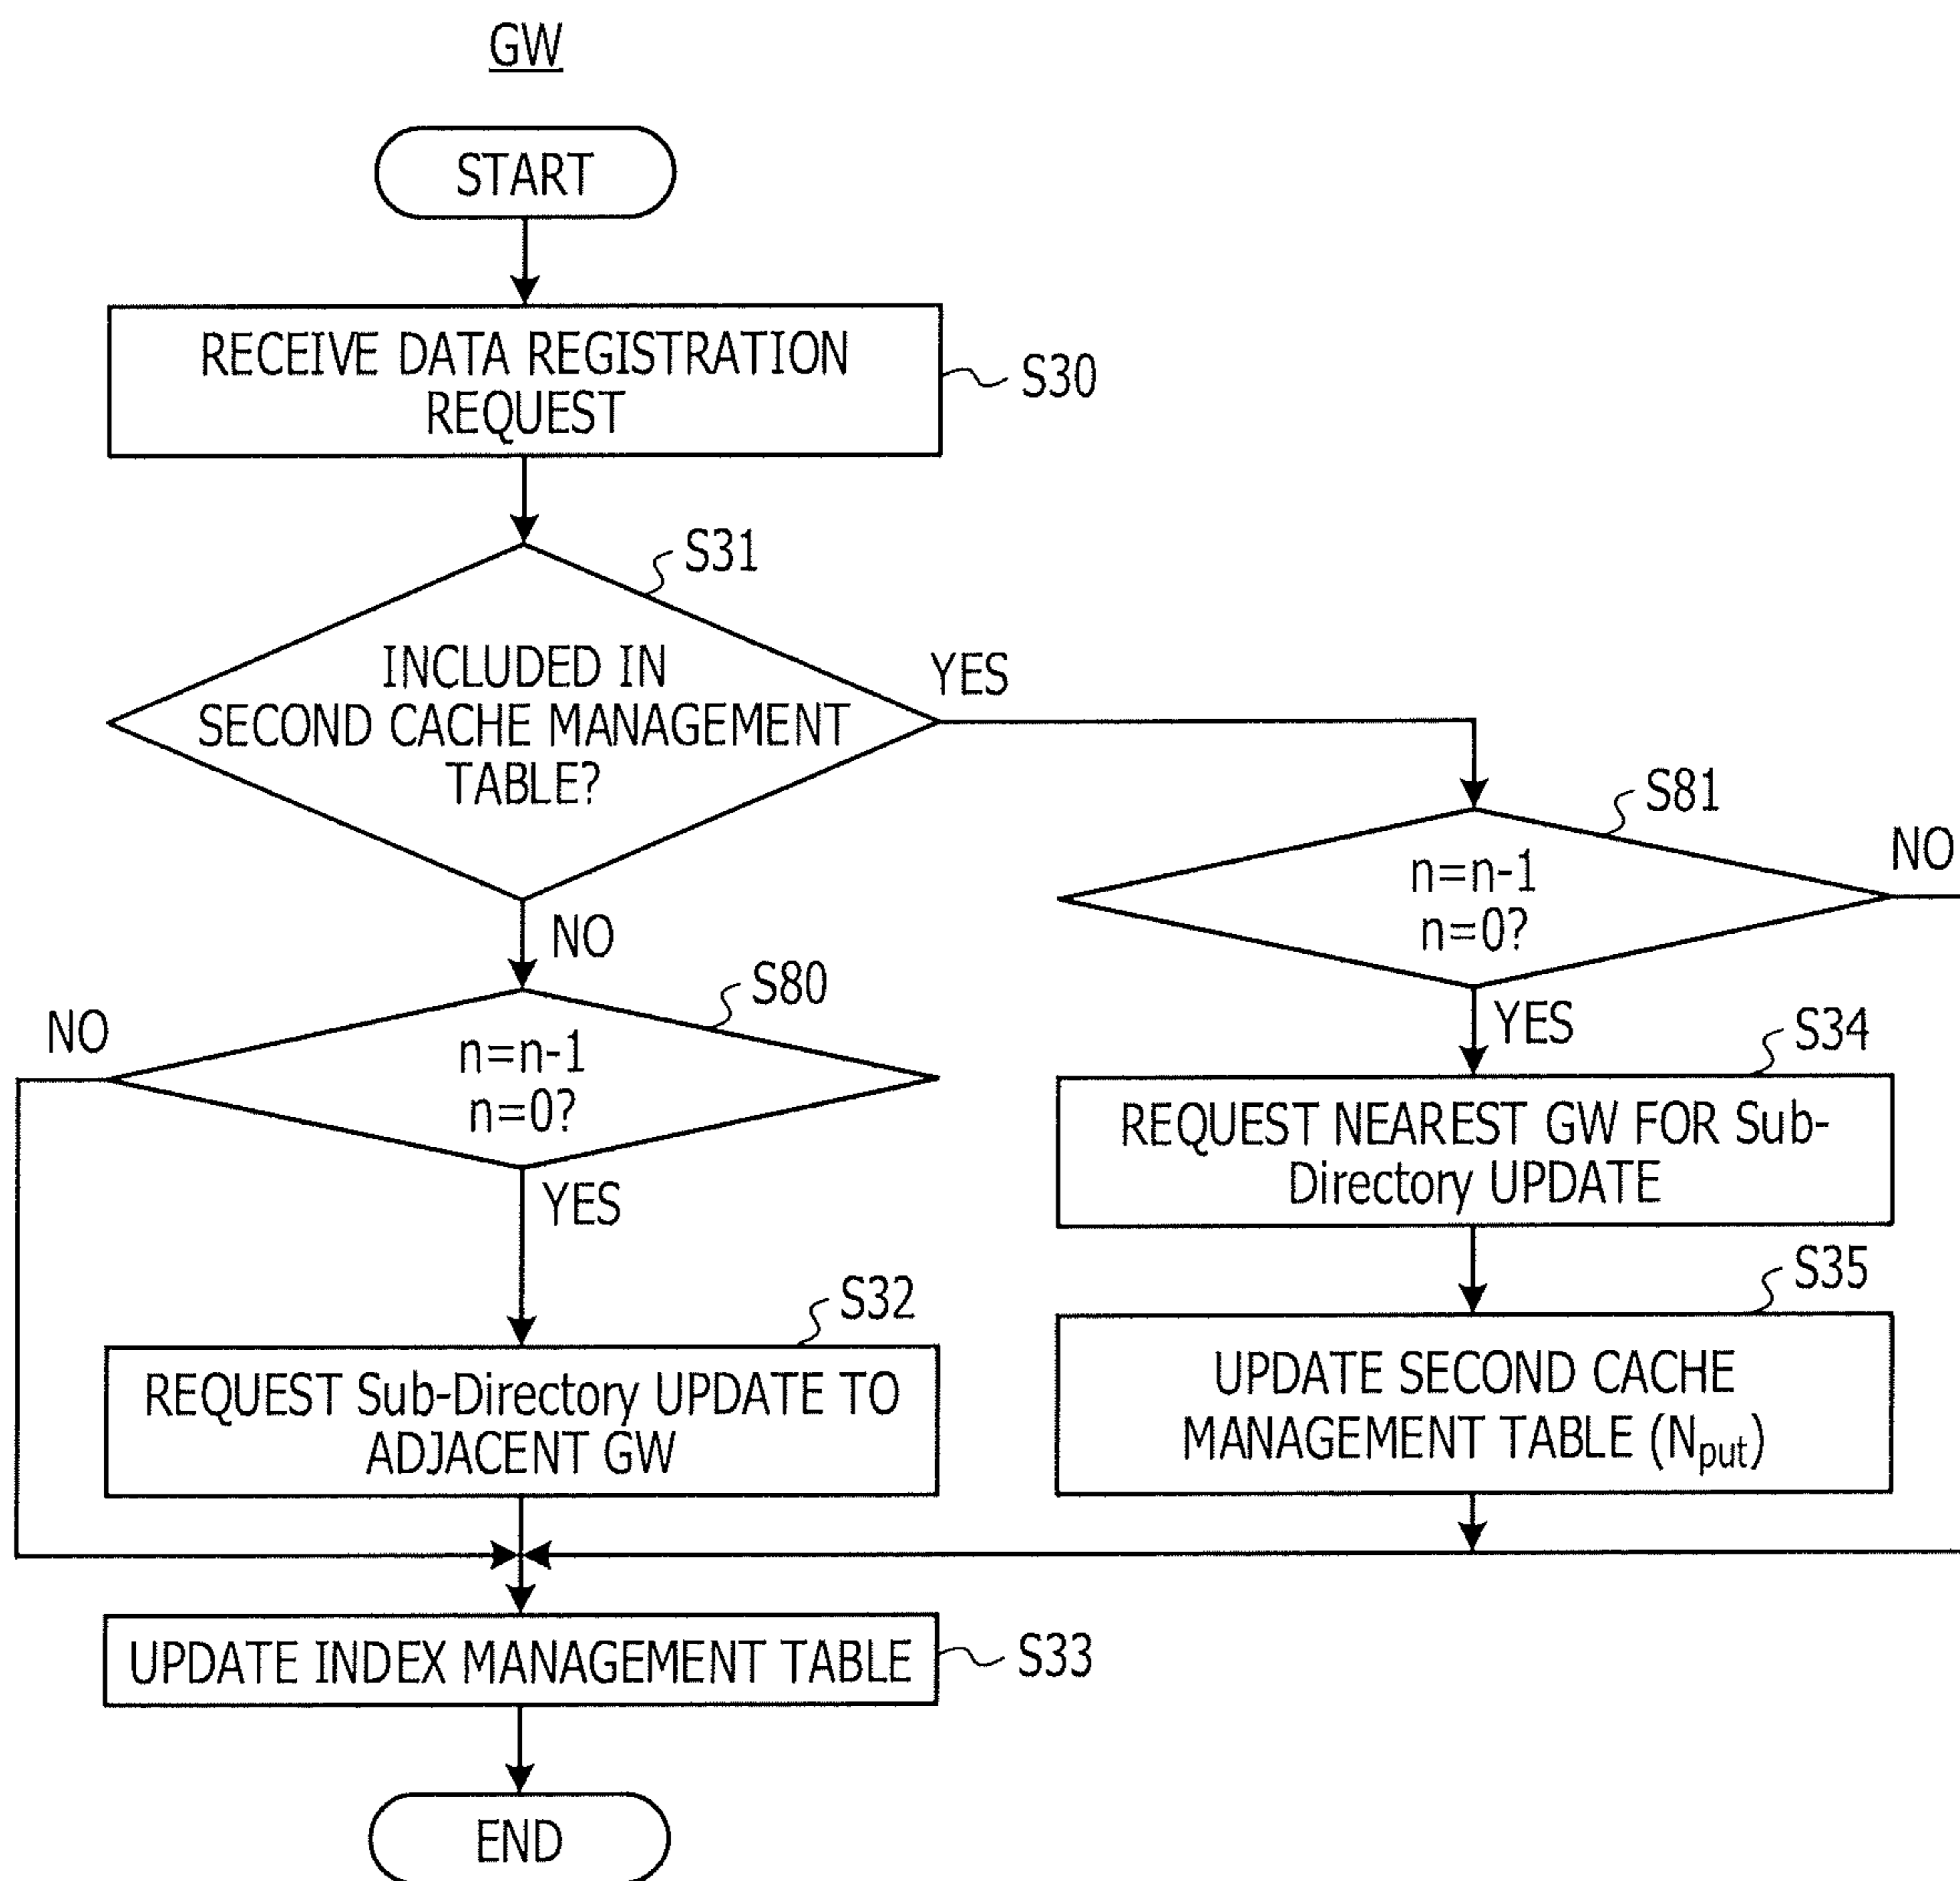 GW
START
RECEIVE DATA REGISTRATION
REQUEST
S30
S31
INCLUDED IN
SECOND CACHE MANAGEMENT
TABLE?
YES
NO
S81
n=n-1
n=0?
NO
YES
S80
n=n-1
n=0?
NO
YES
S34
REQUEST NEAREST GW FOR Sub-
Directory UPDATE
S35
UPDATE SECOND CACHE
MANAGEMENT TABLE (Nput)
S32
REQUEST Sub-Directory UPDATE TO
ADJACENT GW
UPDATE INDEX MANAGEMENT TABLE
S33
END